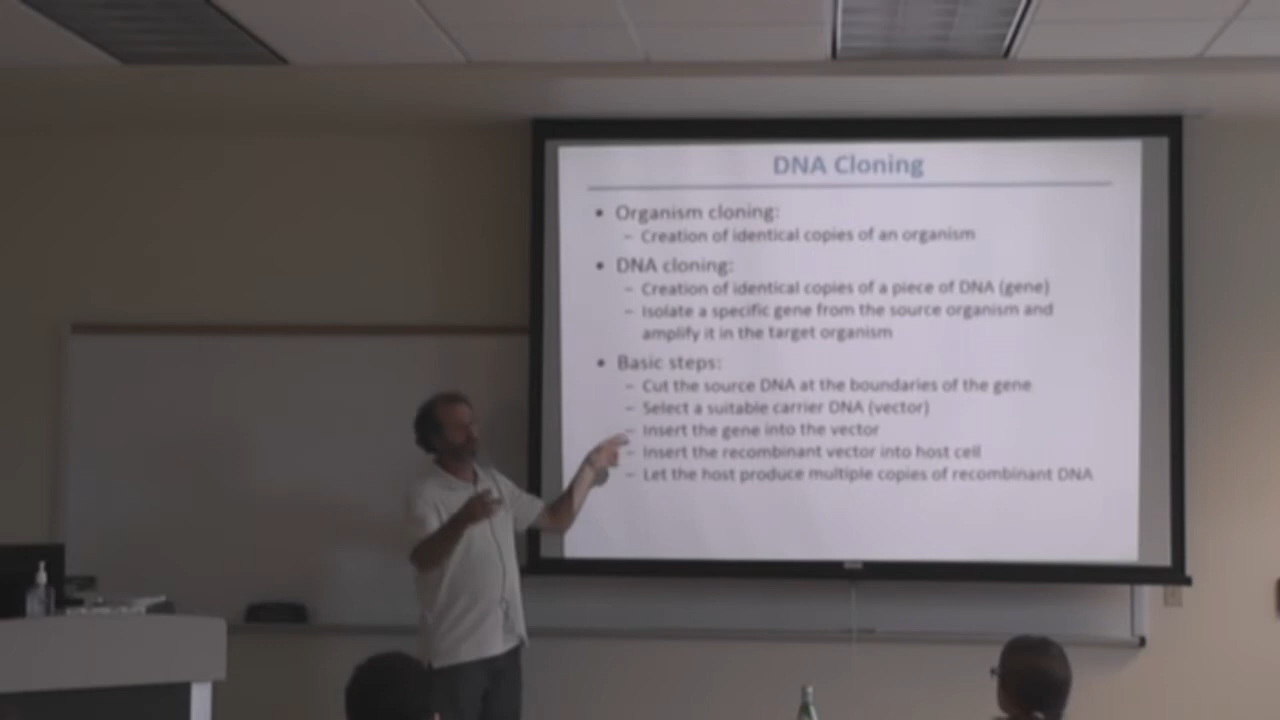 DNA Cloning
• Organism cloning:
– Creation of identical copies of an organism
• DNA cloning:
– Creation of identical copies of a piece of DNA (gene)
– Isolate a specific gene from the source organism and
amplify it in the target organism
• Basic steps:
– Cut the source DNA at the boundaries of the gene
– Select a suitable carrier DNA (vector)
– Insert the gene into the vector
– Insert the recombinant vector into host cell
– Let the host produce multiple copies of recombinant DNA